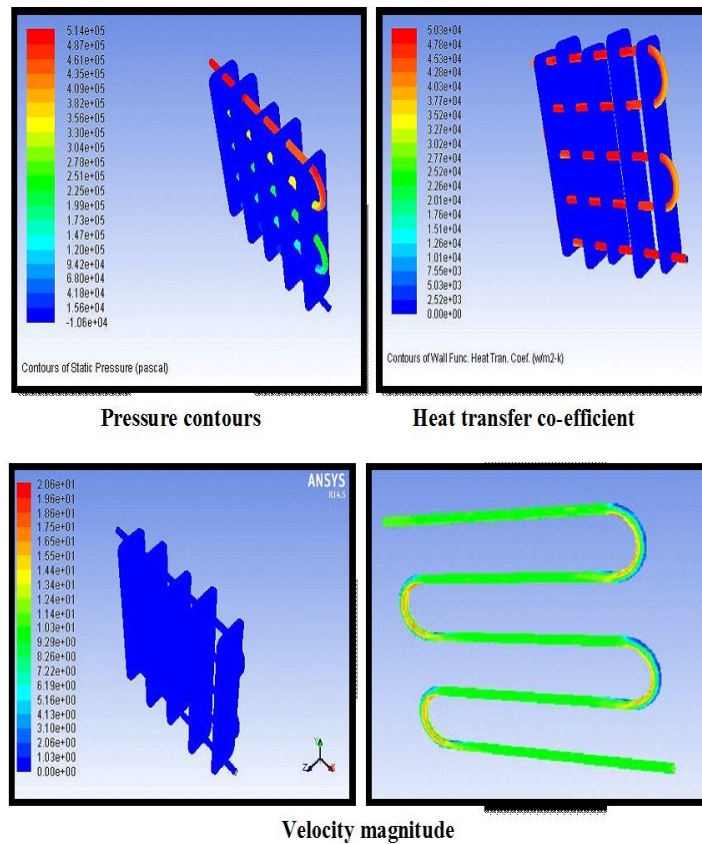 5.14e+05
4.87e+05
4.61e+05
4.35e+05
4.09e+05
3.82e+05
3.56e+05
3.30e+05
3.04e+05
2.78e+05
2.51e+05
2.25e+05
1.99e+05
1.73e+05
1.47e+05
1.20e+05
9.42e+04
6.80e+04
4.18e+04
1.56e+04
-1.06e+04
Contours of Static Pressure (pascal)
5.03e+04
4.78e+04
4.53e+04
4.28e+04
4.03e+04
3.77e+04
3.52e+04
3.27e+04
3.02e+04
2.77e+04
2.52e+04
2.26e+04
2.01e+04
1.76e+04
1.51e+04
1.26e+04
1.01e+04
7.55e+03
5.03e+03
2.52e+03
0.00e+00
Contours of Wall Func. Heat Tran. Coef. (w/m2-k)
Pressure contours
Heat transfer co-efficient
2.06e+01
1.96e+01
1.86e+01
1.75e+01
1.65e+01
1.55e+01
1.44e+01
1.34e+01
1.24e+01
1.14e+01
1.03e+01
9.29e+00
8.26e+00
7.22e+00
6.19e+00
5.16e+00
4.13e+00
3.10e+00
2.06e+00
1.03e+00
0.00e+00
ANSYS
R14.5
Y
Z
X
Velocity magnitude